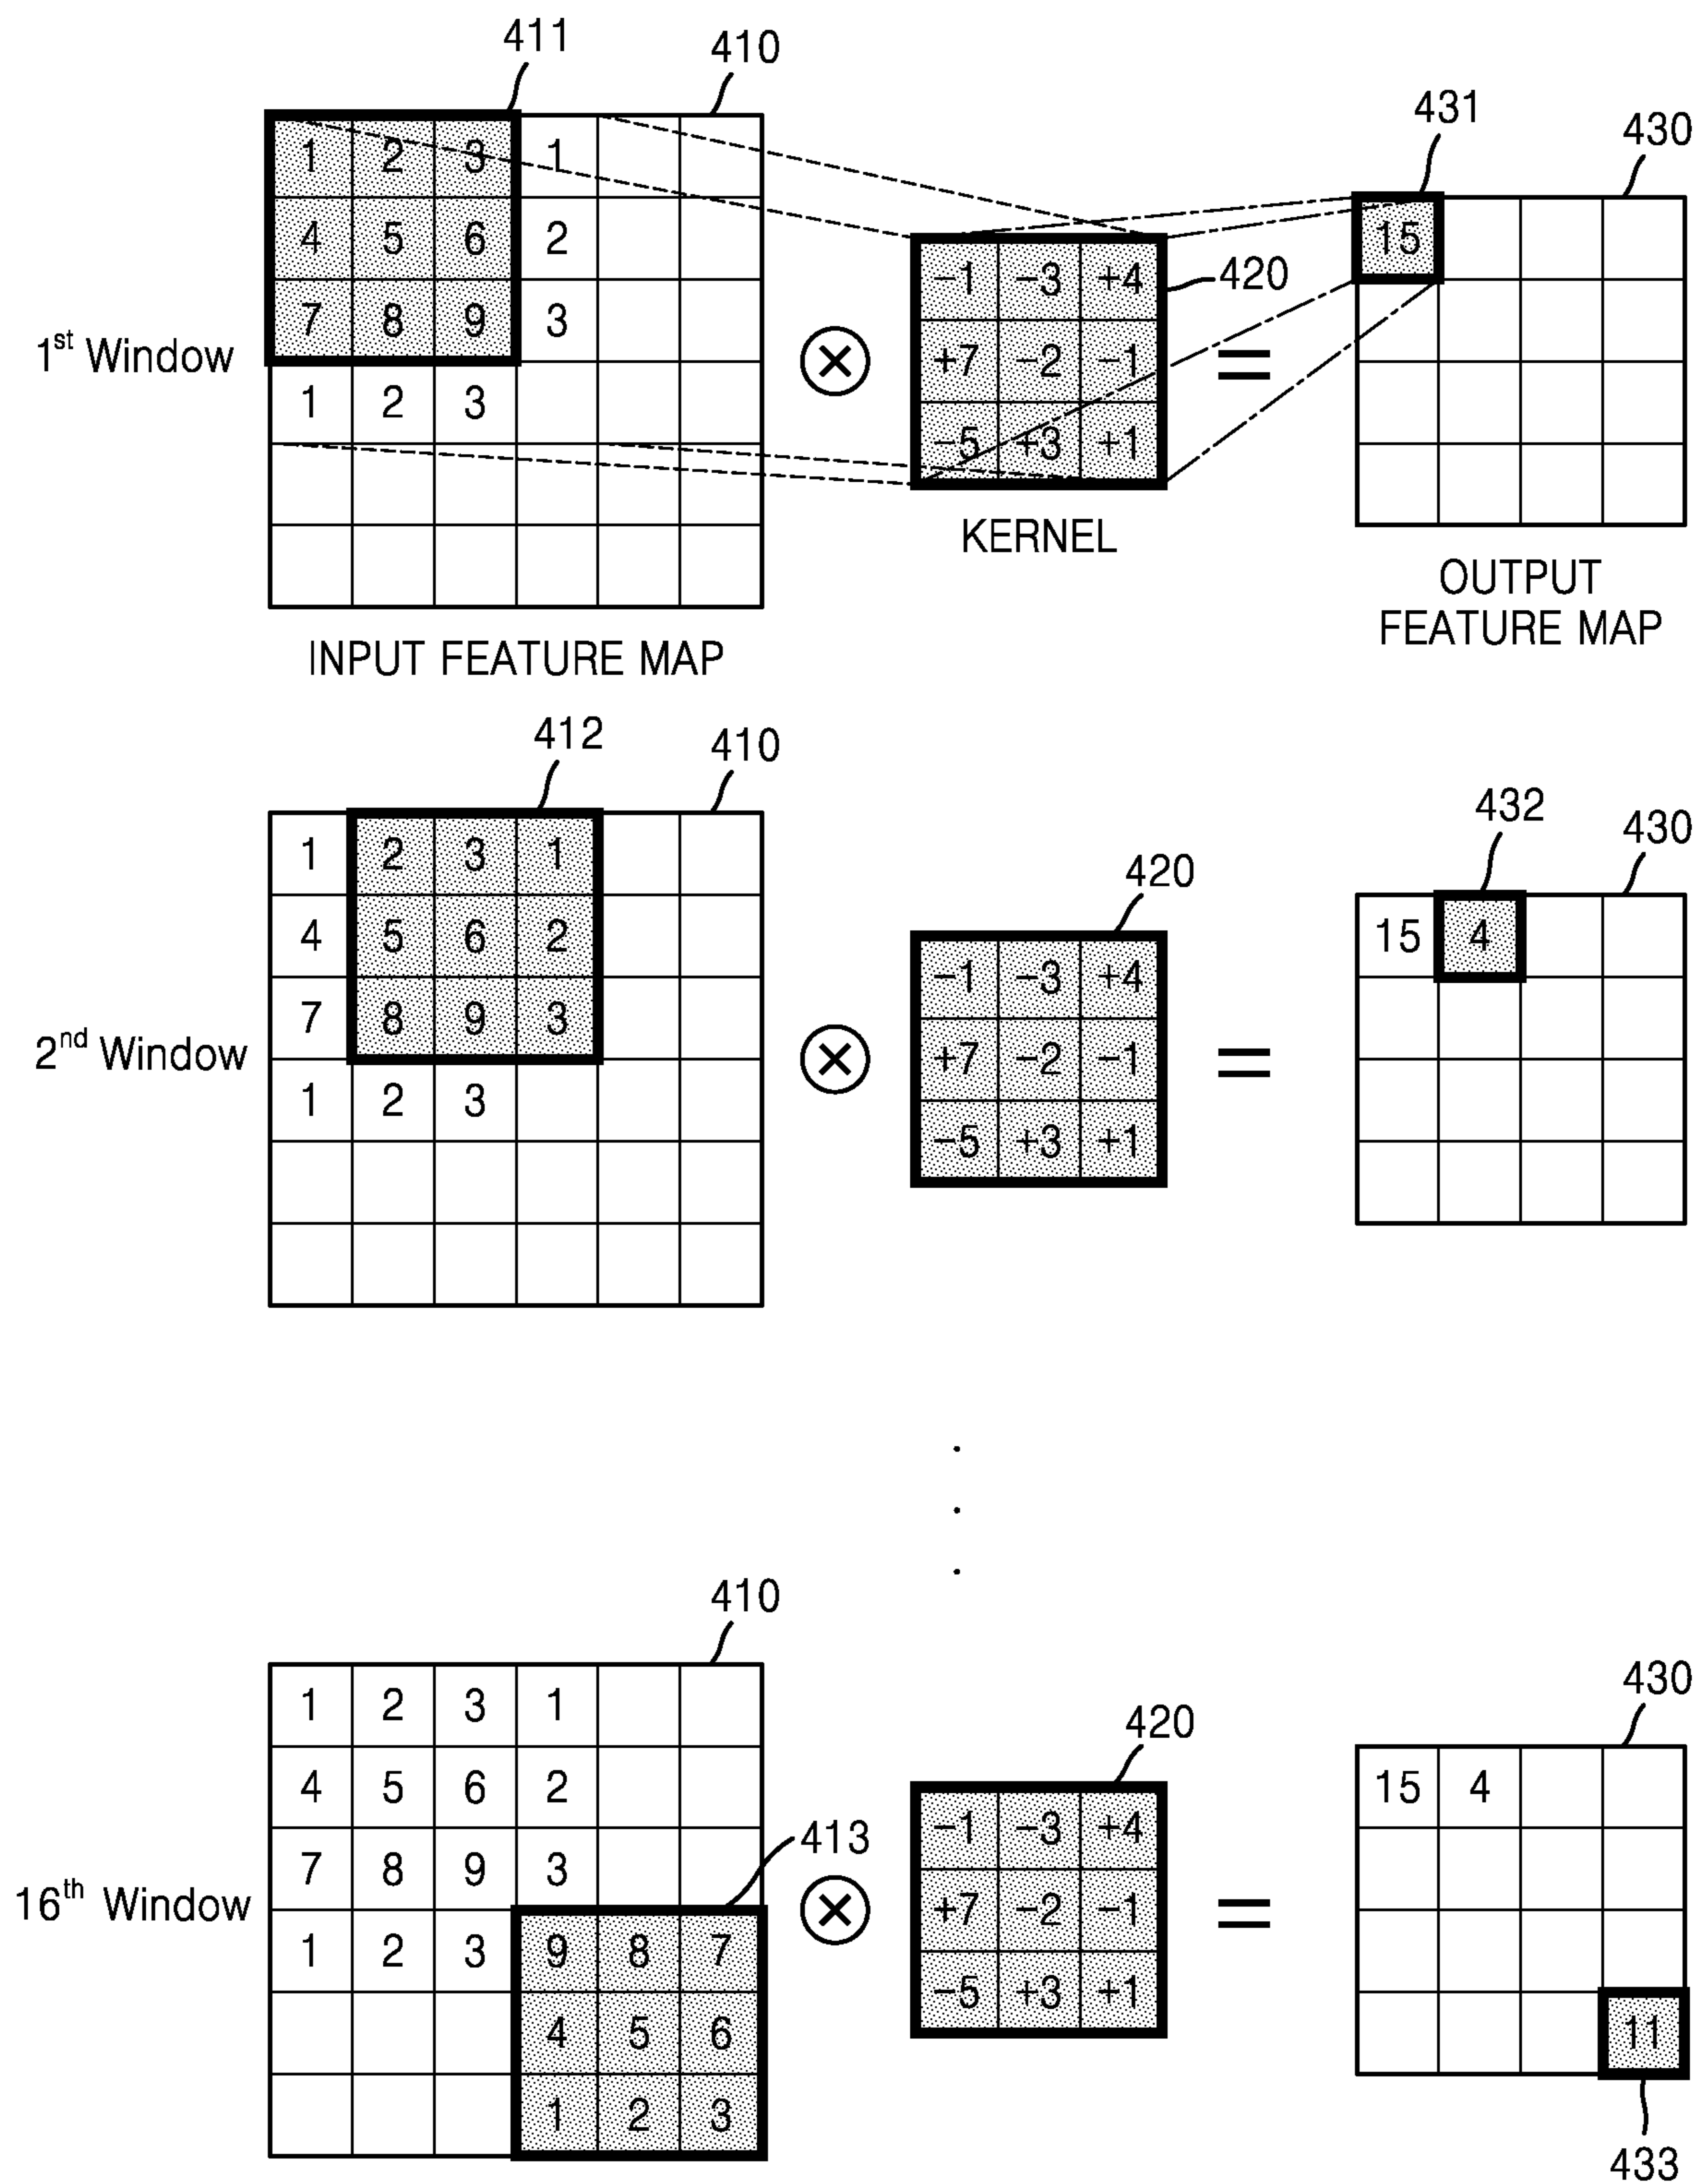 411 410 431 430
1 2 3 1
4 5 6 2
7 8 9 3
1 2 3
1st Window
⊗
−1 −3 +4
+7 −2 −1
−5 +3 +1
420
=
15
KERNEL
INPUT FEATURE MAP
OUTPUT
FEATURE MAP
412 410 432 430
1 2 3 1
4 5 6 2
7 8 9 3
1 2 3
2nd Window
⊗
420
−1 −3 +4
+7 −2 −1
−5 +3 +1
=
15 4
.
.
.
410 430
1 2 3 1
4 5 6 2
7 8 9 3
1 2 3 9 8 7
4 5 6
1 2 3
413
16th Window
⊗
420
−1 −3 +4
+7 −2 −1
−5 +3 +1
=
15 4
11
433